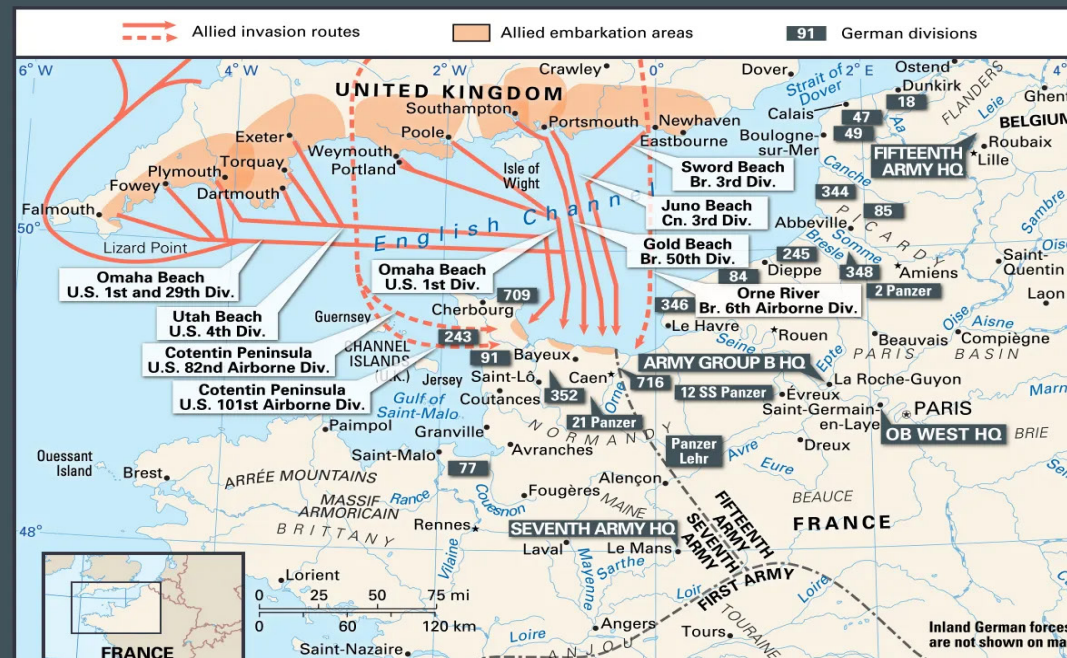 Allied invasion routes
Allied embarkation areas
91
German divisions
6° W
4° W
2° W
0°
2° E
4°
Crawley
Dover
Strait of
Dover
Ostend
Dunkirk
18
FLANDERS
Ghent
UNITED KINGDOM
Southampton
Calais
47
Aa
Leie
BELGIUM
Exeter
Poole
Portsmouth
Newhaven
Eastbourne
Boulogne-
sur-Mer
49
Roubaix
Lille
FIFTEENTH
ARMY HQ
Weymouth
Portland
Torquay
Plymouth
Fowey
Dartmouth
Isle of
Wight
Sword Beach
Br. 3rd Div.
Canche
344
85
Falmouth
Juno Beach
Cn. 3rd Div.
Abbeville
PICARDY
Sambre
50°
Lizard Point
English Channel
Gold Beach
Br. 50th Div.
Somme
Bresle
245
Dieppe
348
Amiens
2 Panzer
Saint-
Quentin
Oise
Laon
Omaha Beach
U.S. 1st and 29th Div.
Omaha Beach
U.S. 1st Div.
84
Orne River
Br. 6th Airborne Div.
Utah Beach
U.S. 4th Div.
Guernsey
709
Cherbourg
346
Le Havre
Seine
Rouen
Oise
Aisne
Beauvais
Compiègne
Cotentin Peninsula
U.S. 82nd Airborne Div.
CHANNEL
ISLANDS
(U.K.)
243
91
Bayeux
ARMY GROUP B HQ
Epte
PARIS BASIN
Cotentin Peninsula
U.S. 101st Airborne Div.
Jersey
Saint-Lô
Caen
716
12 SS Panzer
La Roche-Guyon
Marn
Coutances
352
Orne
Évreux
Saint-Germain-
en-Laye
PARIS
Gulf of
Saint-Malo
21 Panzer
OB WEST HQ
BRIE
Paimpol
Granville
NORMANDY
Panzer
Lehr
Dreux
Avre
Eure
Ouessant
Island
Brest
Saint-Malo
Avranches
77
ARRÉE MOUNTAINS
MASSIF
ARMORICAIN
Rance
Couesnon
Fougères
Alençon
MAINE
BEAUCE
BRITTANY
FIFTEENTH
ARMY
SEVENTH
ARMY
FRANCE
48°
Rennes
SEVENTH ARMY HQ
Laval
Le Mans
Vilaine
Mayenne
Sarthe
FIRST ARMY
Loir
Loire
Lorient
0 25 50 75 mi
0 60 120 km
Angers
Tours
TOURAINE
Loire
ANJOU
Saint-Nazaire
FRANCE
Inland German forces
are not shown on ma